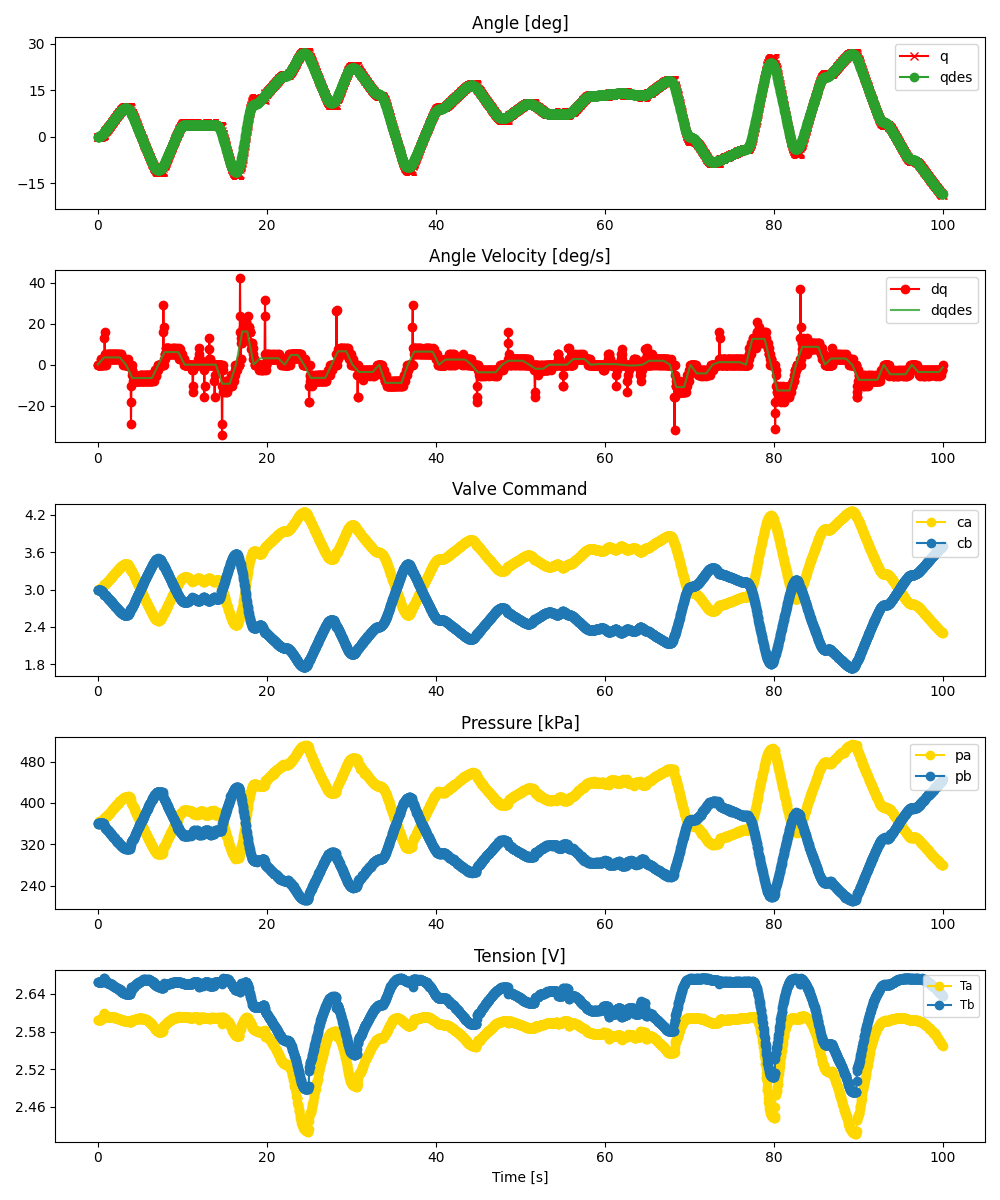 Angle [deg]
30
15
0
−15
q
qdes
0 20 40 60 80 100
Angle Velocity [deg/s]
40
20
0
−20
dq
dqdes
0 20 40 60 80 100
Valve Command
4.2
3.6
3.0
2.4
1.8
ca
cb
0 20 40 60 80 100
Pressure [kPa]
480
400
320
240
pa
pb
0 20 40 60 80 100
Tension [V]
2.64
2.58
2.52
2.46
Ta
Tb
0 20 40 60 80 100
Time [s]